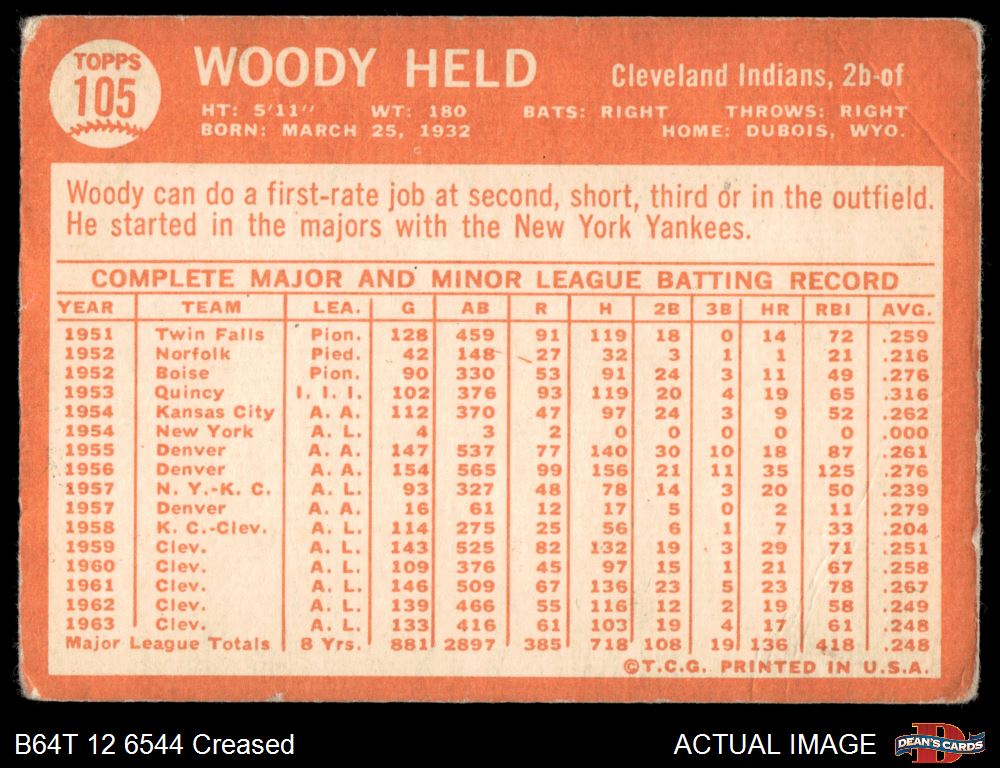 TOPPS
105
WOODY HELD
Cleveland Indians, 2b-of
HT: 5'11" WT: 180 BATS: RIGHT THROWS: RIGHT
BORN: MARCH 25, 1932 HOME: DUBOIS, WYO.
Woody can do a first-rate job at second, short, third or in the outfield.
He started in the majors with the New York Yankees.
COMPLETE MAJOR AND MINOR LEAGUE BATTING RECORD
YEAR TEAM LEA. G AB R H 2B 3B HR RBI AVG.
1951 Twin Falls Pion. 128 459 91 119 18 0 14 72 .259
1952 Norfolk Pied. 42 148 27 32 3 1 1 21 .216
1952 Boise Pion. 90 330 53 91 24 3 11 49 .276
1953 Quincy I. I. I. 102 376 93 119 20 4 19 65 .316
1954 Kansas City A. A. 112 370 47 97 24 3 9 52 .262
1954 New York A. L. 4 3 2 0 0 0 0 0 .000
1955 Denver A. A. 147 537 77 140 30 10 18 87 .261
1956 Denver A. A. 154 565 99 156 21 11 35 125 .276
1957 N. Y.-K. C. A. L. 93 327 48 78 14 3 20 50 .239
1957 Denver A. A. 16 61 12 17 5 0 2 11 .279
1958 K. C.-Clev. A. L. 114 275 25 56 6 1 7 33 .204
1959 Clev. A. L. 143 525 82 132 19 3 29 71 .251
1960 Clev. A. L. 109 376 45 97 15 1 21 67 .258
1961 Clev. A. L. 146 509 67 136 23 5 23 78 .267
1962 Clev. A. L. 139 466 55 116 12 2 19 58 .249
1963 Clev. A. L. 133 416 61 103 19 4 17 61 .248
Major League Totals 8 Yrs. 881 2897 385 718 108 19 136 418 .248
©T.C.G. PRINTED IN U.S.A.
B64T 12 6544 Creased
ACTUAL IMAGE
DEAN'S CARDS